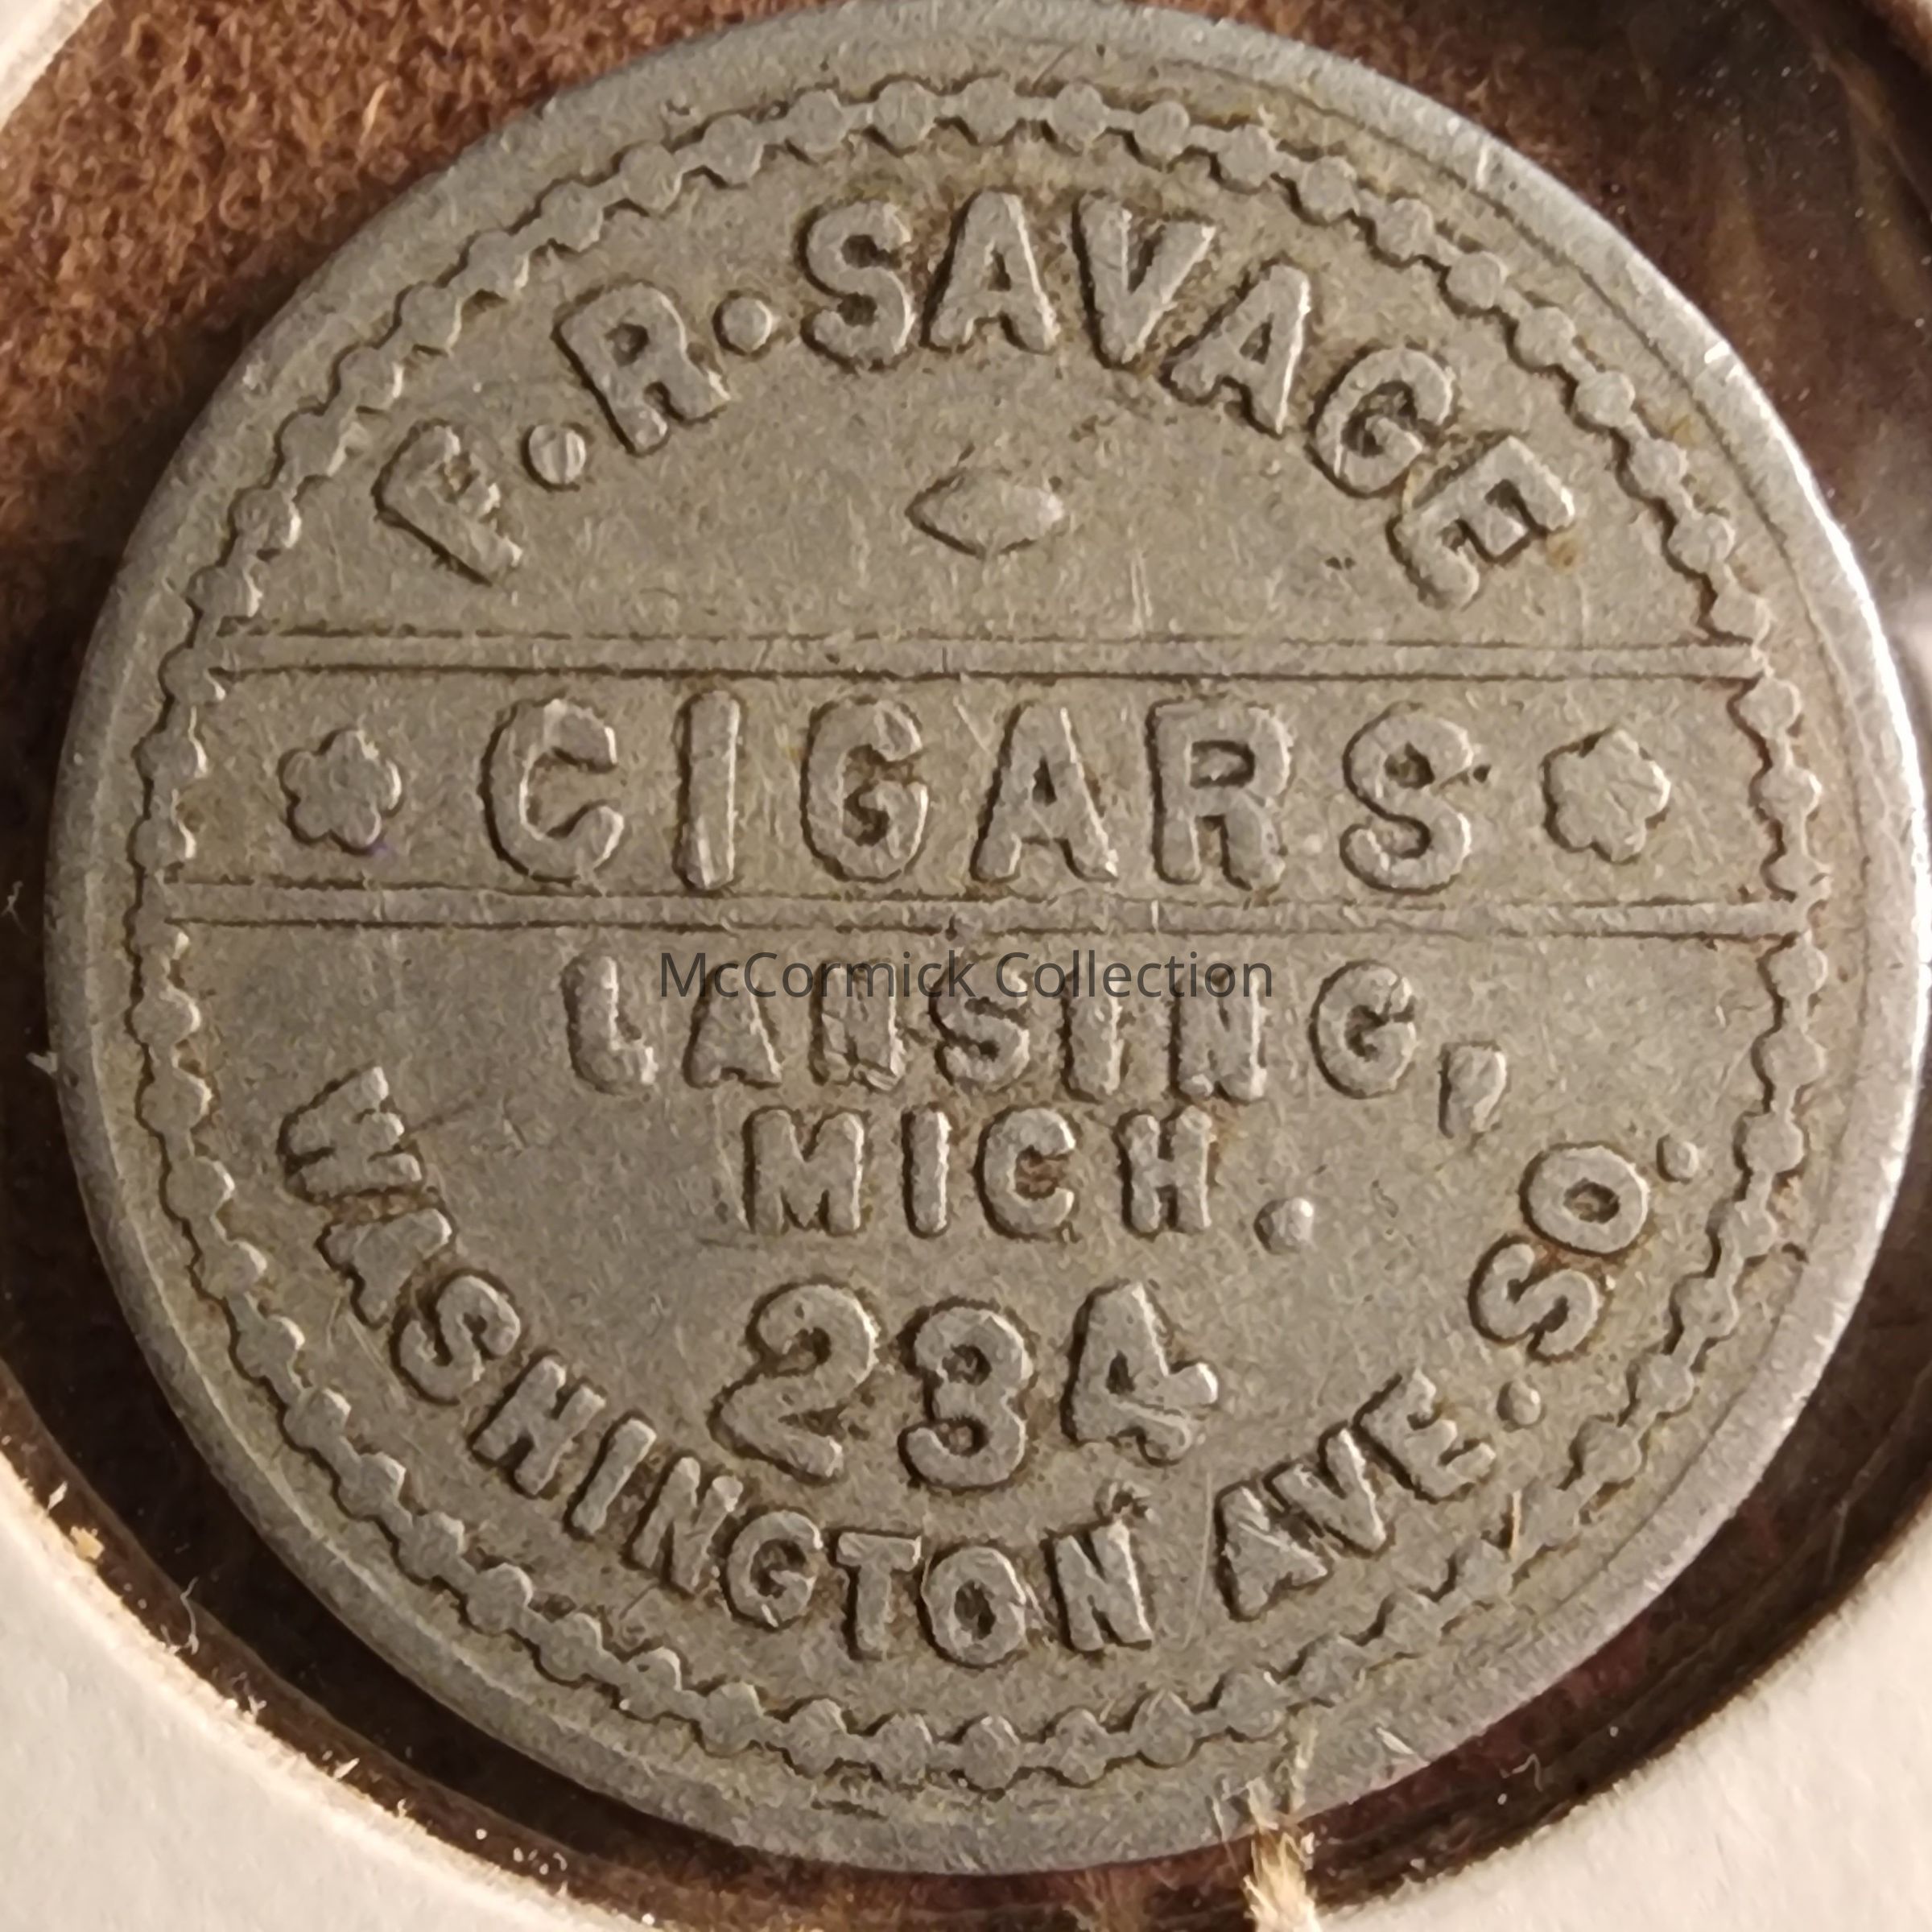 F.R.SAVAGE
CIGARS
LANSING,
MICH.
234
WASHINGTON AVE.SO.
McCormick Collection